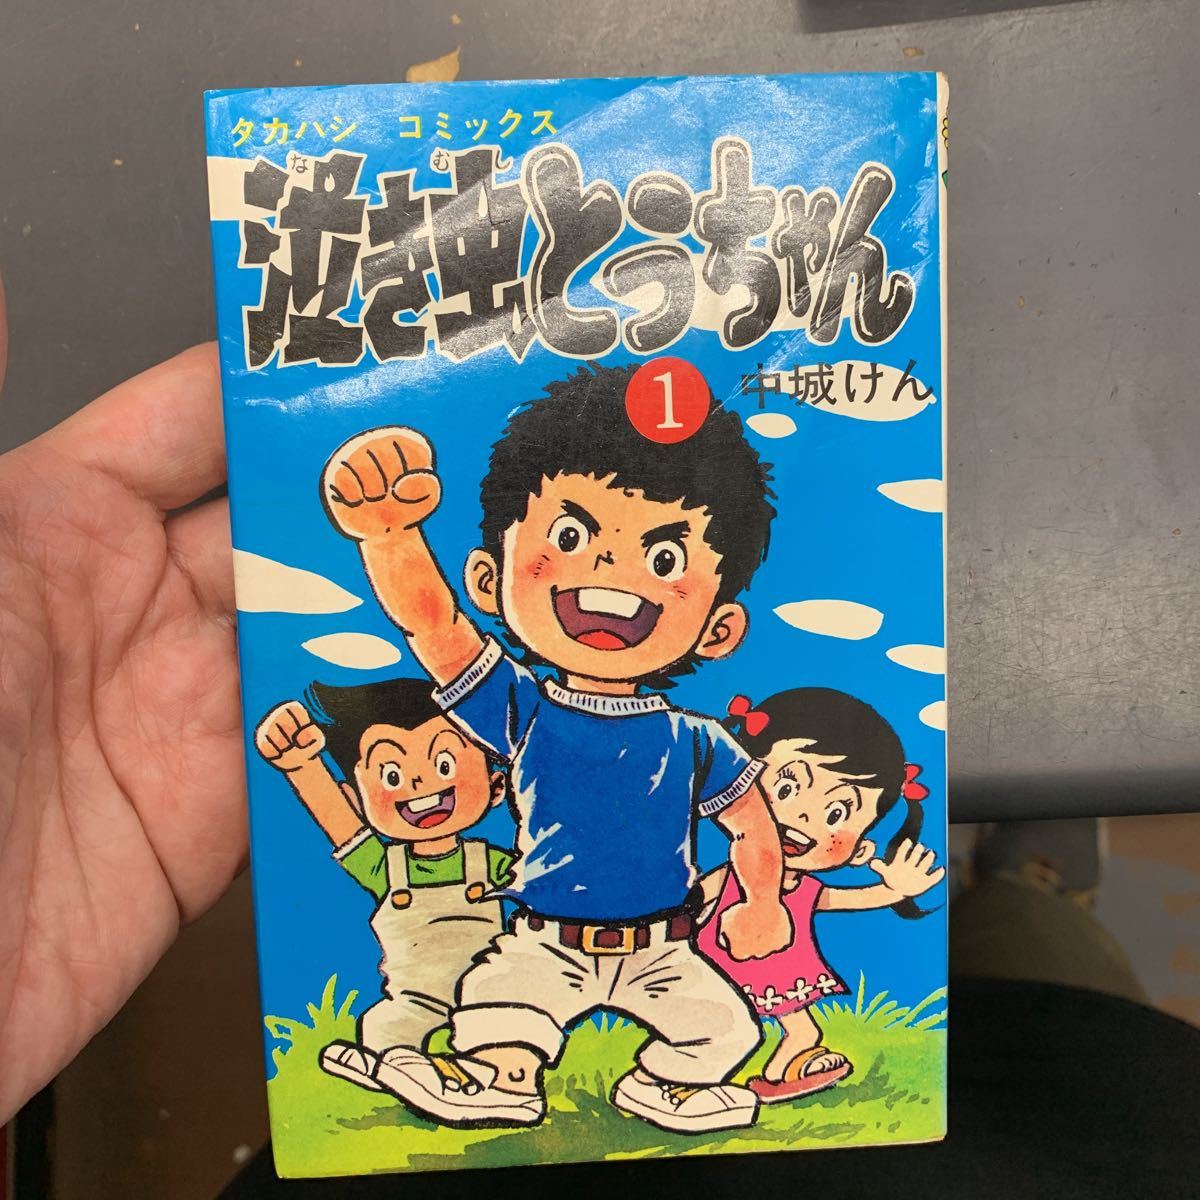 タカハシ コミックス
なむし
泣き虫とうちゃん
1
中城けん